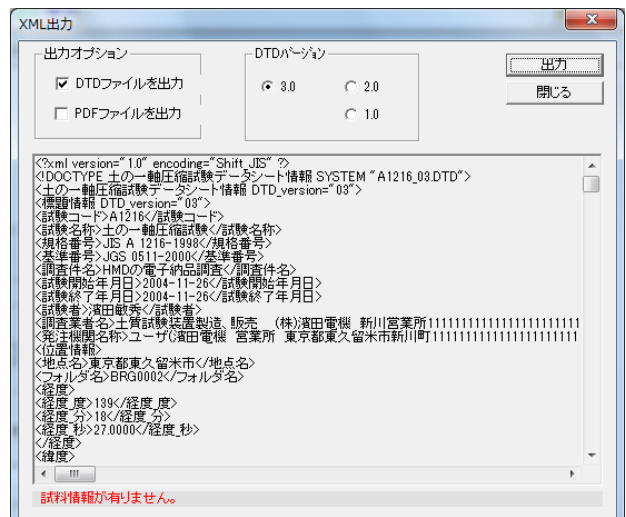 XML出力
出力オプション
DTDファイルを出力
PDFファイルを出力
DTDバージョン
3.0
2.0
1.0
出力
閉じる
<?xml version="1.0" encoding="Shift_JIS" ?>
<!DOCTYPE 土の一軸圧縮試験データシート情報 SYSTEM "A1216_03.DTD">
<土の一軸圧縮試験データシート情報 DTD_version="03">
<標題情報 DTD_version="03">
<試験コード>A1216</試験コード>
<試験名称>土の一軸圧縮試験</試験名称>
<規格番号>JIS A 1216-1998</規格番号>
<基準番号>JGS 0511-2000</基準番号>
<調査件名>HMDの電子納品調査</調査件名>
<試験開始年月日>2004-11-26</試験開始年月日>
<試験終了年月日>2004-11-26</試験終了年月日>
<試験者>濱田敏秀</試験者>
<調査業者名>土質試験装置製造、販売　(株)濱田電機 新川営業所11111111111111111111111
<発注機関名称>ユーザ(濱田電機 営業所 東京都東久留米市新川町1111111111111111111111
<位置情報>
<地点名>東京都東久留米市</地点名>
<フォルダ名>BRG0002</フォルダ名>
<経度>
<経度_度>139</経度_度>
<経度_分>18</経度_分>
<経度_秒>27.0000</経度_秒>
</経度>
<緯度>
試料情報が有りません。